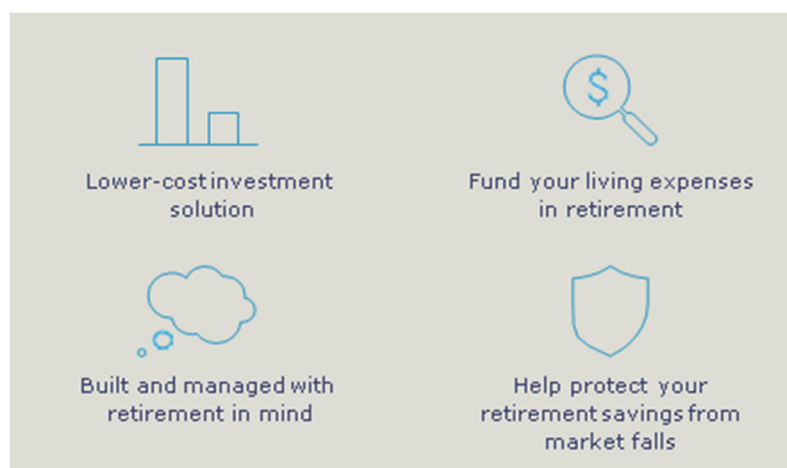 $
Lower-cost investment
solution
Fund your living expenses
in retirement
Built and managed with
retirement in mind
Help protect your
retirement savings from
market falls